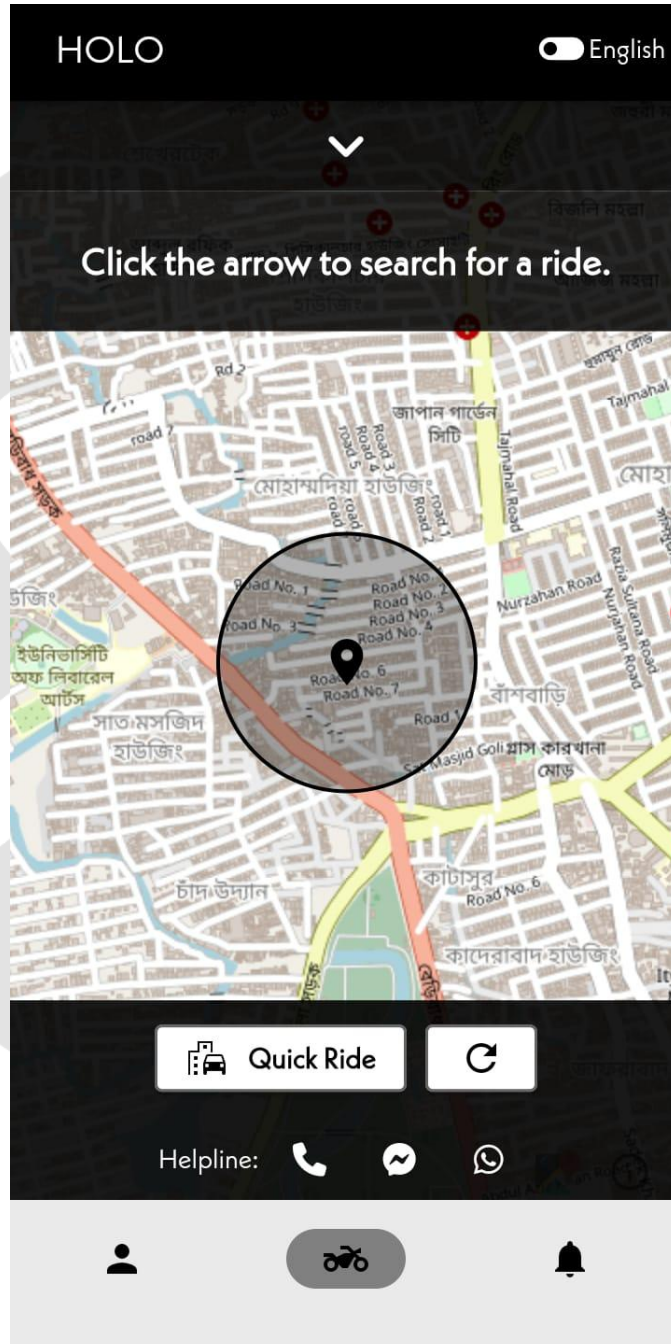 HOLO
English
Click the arrow to search for a ride.
Rd 2
road 7
জাপান গার্ডেন
সিটি
Tajmahal Road
হুমায়ুন রোড
road 5
Road 4
Road 3
road 1
Road 2
মোহাম্মদিয়া হাউজিং
Road No. 1
Road No. 3
Road No. 2
Road No. 3
Road No. 4
Nurzahan Road
Nurjahan Road
Razia Sultana Road
ইউনিভার্সিটি
অফ লিবারেল
আর্টস
Road No. 6
Road No. 7
বাঁশবাড়ি
সাত মসজিদ
হাউজিং
Road 1
Sat Masjid Goli
গ্লাস কারখানা
মোড়
চাঁদ উদ্যান
কাটাসুর
Road No. 6
কাদেরাবাদ হাউজিং
Quick Ride
Helpline: